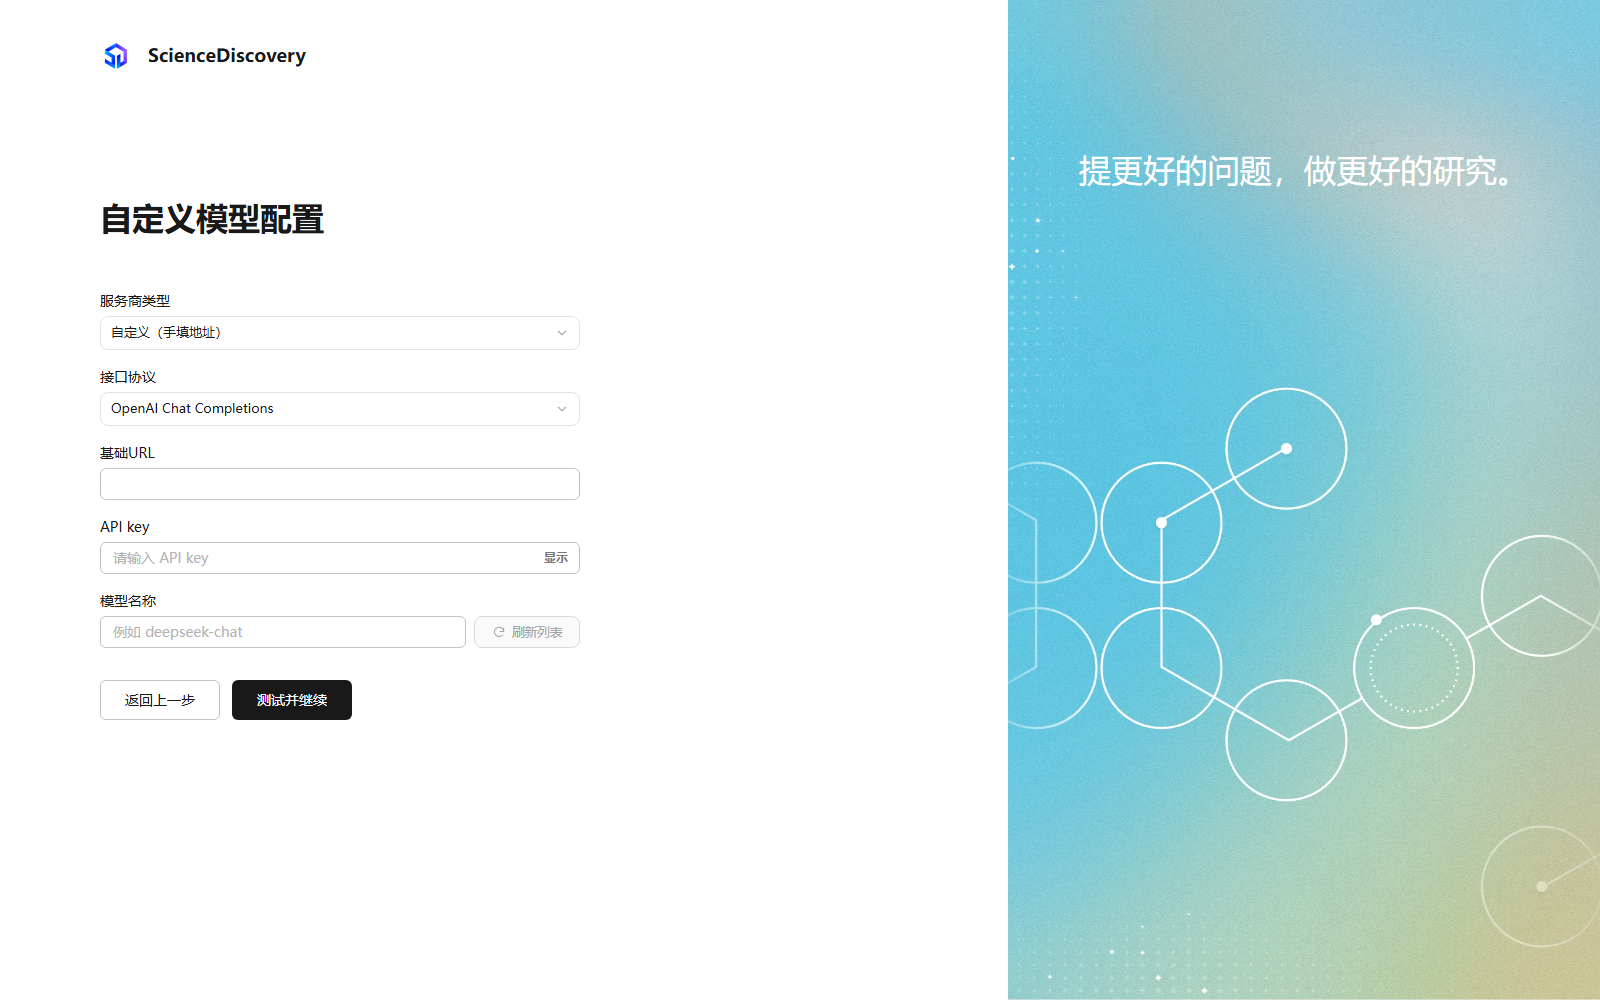 ScienceDiscovery
提更好的问题，做更好的研究。
自定义模型配置
服务商类型
自定义（手填地址）
接口协议
OpenAI Chat Completions
基础URL
API key
请输入 API key 显示
模型名称
例如 deepseek-chat 刷新列表
返回上一步 测试并继续